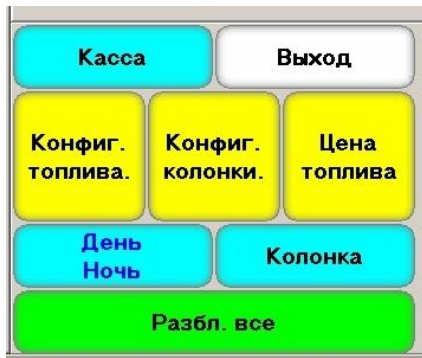 Касса
Выход
Конфиг.
топлива.
Конфиг.
колонки.
Цена
топлива
День
Ночь
Колонка
Разбл. все